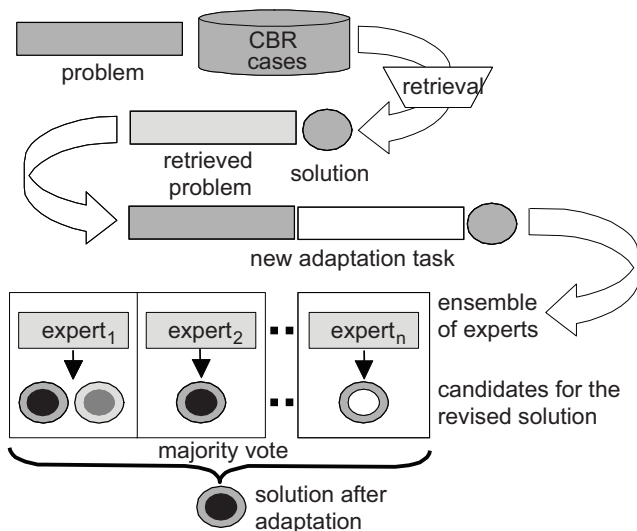 CBR
cases
problem
retrieval
retrieved
problem
solution
new adaptation task
ensemble
of experts
expert1
expert2
expertn
candidates for the
revised solution
majority vote
solution after
adaptation